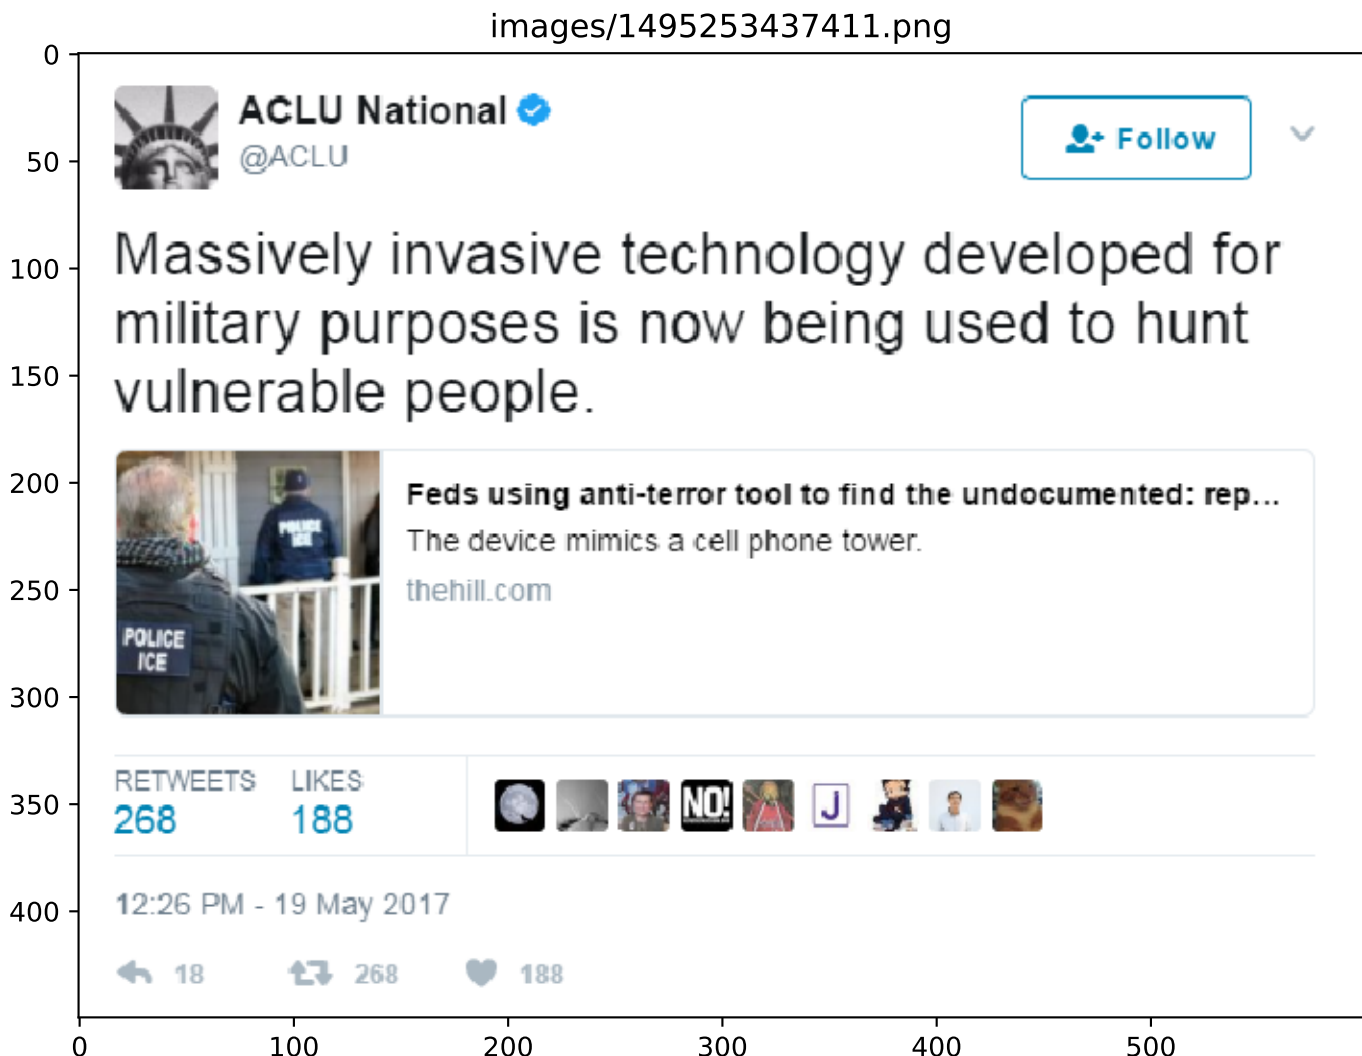 images/1495253437411.png
ACLU National
@ACLU
Follow
Massively invasive technology developed for
military purposes is now being used to hunt
vulnerable people.
POLICE
ICE
POLICE
ICE
Feds using anti-terror tool to find the undocumented: rep...
The device mimics a cell phone tower.
thehill.com
RETWEETS LIKES
268 188
NO!
J
12:26 PM - 19 May 2017
18 268 188
0
50
100
150
200
250
300
350
400
0 100 200 300 400 500